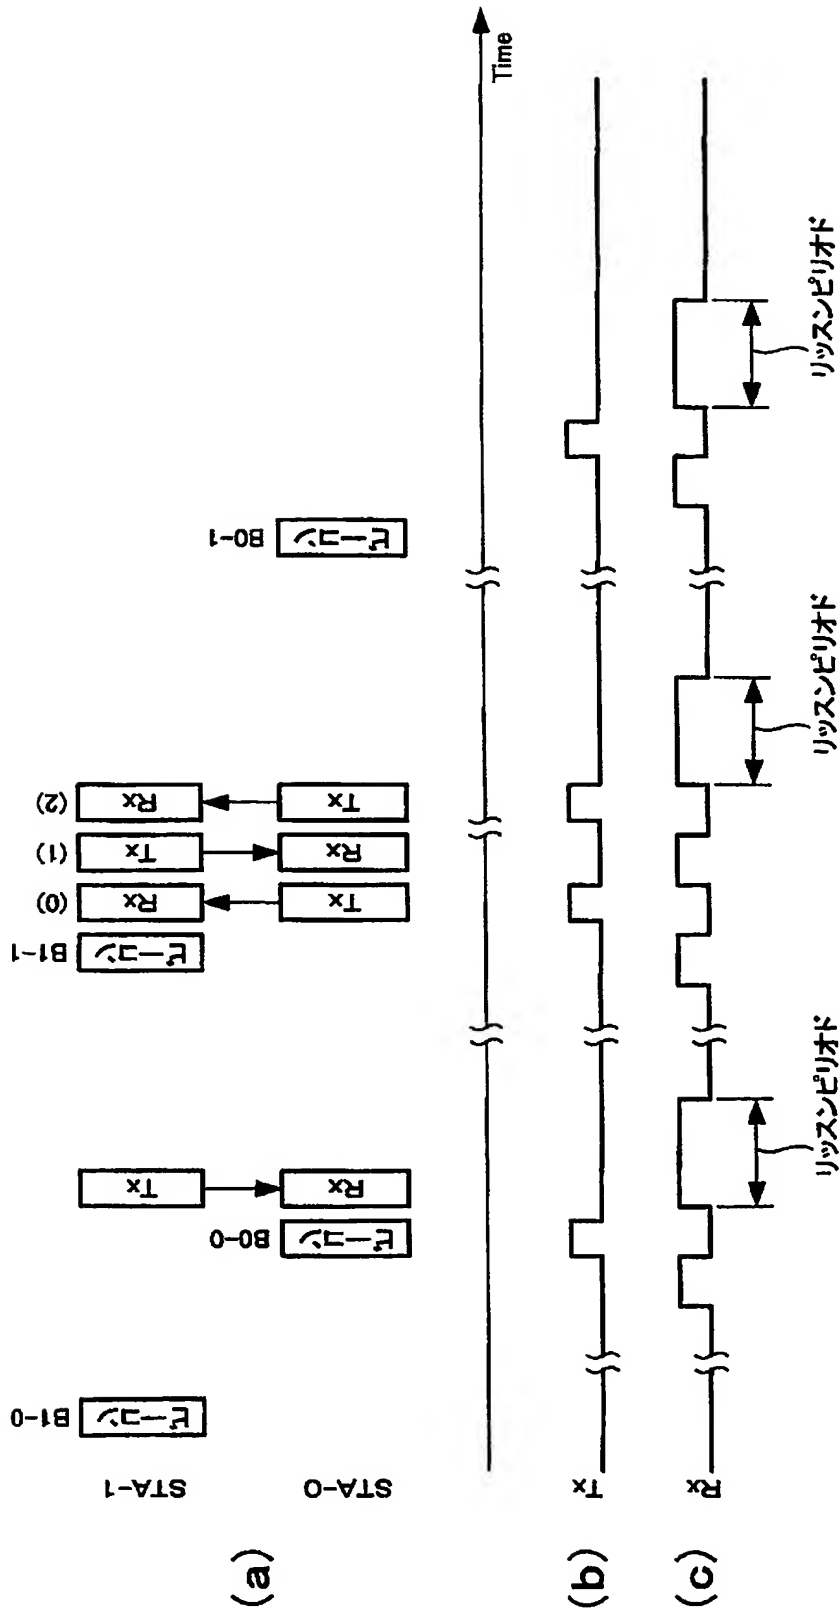 (a)
STA-1
B1-0
ビーコン
Tx
B1-1
ビーコン
(0)
Rx
(1)
Tx
(2)
Rx
STA-0
B0-0
ビーコン
Rx
Tx
Rx
Tx
B0-1
ビーコン
Time
(b)
Tx
(c)
Rx
リッスンピリオド
リッスンピリオド
リッスンピリオド